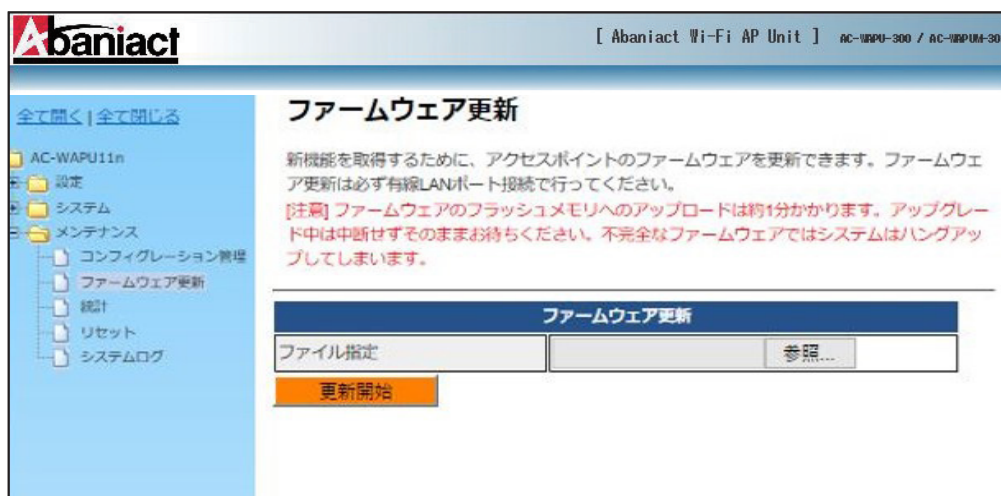 Abaniact
[ Abaniact Wi-Fi AP Unit ] AC-WAPU-300 / AC-WAPUM-30
全て開く | 全て閉じる
AC-WAPU11n
設定
システム
メンテナンス
コンフィグレーション管理
ファームウェア更新
統計
リセット
システムログ
ファームウェア更新
新機能を取得するために、アクセスポイントのファームウェアを更新できます。ファームウェ
ア更新は必ず有線LANポート接続で行ってください。
[注意] ファームウェアのフラッシュメモリへのアップロードは約1分かかります。アップグレー
ド中は中断せずそのままお待ちください。不完全なファームウェアではシステムはハングアッ
プしてしまいます。
ファームウェア更新
ファイル指定 参照...
更新開始